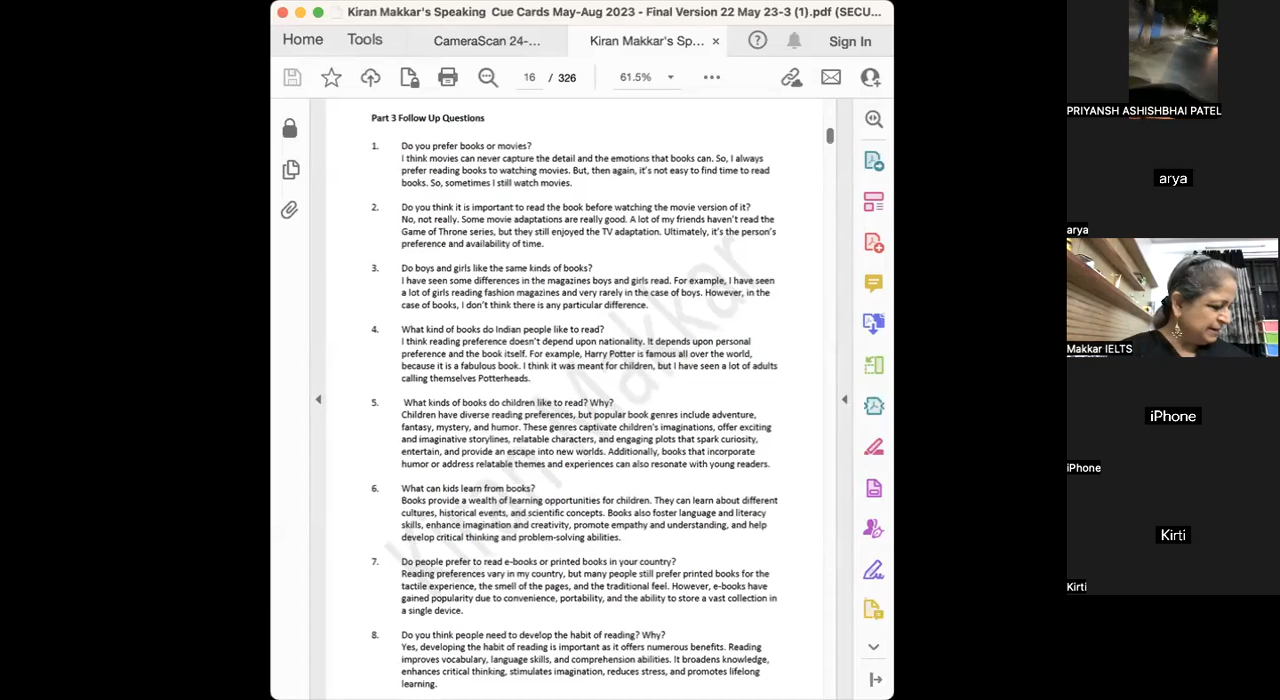 Kiran Makkar's Speaking Cue Cards May-Aug 2023 - Final Version 22 May 23-3 (1).pdf (SECU...
Home Tools CameraScan 24-... Kiran Makkar's Sp... × ? Sign In
16 / 326 61.5%
Part 3 Follow Up Questions
1. Do you prefer books or movies?
I think movies can never capture the detail and the emotions that books can. So, I always
prefer reading books to watching movies. But, then again, it's not easy to find time to read
books. So, sometimes I still watch movies.
2. Do you think it is important to read the book before watching the movie version of it?
No, not really. Some movie adaptations are really good. A lot of my friends haven't read the
Game of Throne series, but they still enjoyed the TV adaptation. Ultimately, it's the person's
preference and availability of time.
3. Do boys and girls like the same kinds of books?
I have seen some differences in the magazines boys and girls read. For example, I have seen
a lot of girls reading fashion magazines and very rarely in the case of boys. However, in the
case of books, I don't think there is any particular difference.
4. What kind of books do Indian people like to read?
I think reading preference doesn't depend upon nationality. It depends upon personal
preference and the book itself. For example, Harry Potter is famous all over the world,
because it is a fabulous book. I think it was meant for children, but I have seen a lot of adults
calling themselves Potterheads.
5. What kinds of books do children like to read? Why?
Children have diverse reading preferences, but popular book genres include adventure,
fantasy, mystery, and humor. These genres captivate children's imaginations, offer exciting
and imaginative storylines, relatable characters, and engaging plots that spark curiosity,
entertain, and provide an escape into new worlds. Additionally, books that incorporate
humor or address relatable themes and experiences can also resonate with young readers.
6. What can kids learn from books?
Books provide a wealth of learning opportunities for children. They can learn about different
cultures, historical events, and scientific concepts. Books also foster language and literacy
skills, enhance imagination and creativity, promote empathy and understanding, and help
develop critical thinking and problem-solving abilities.
7. Do people prefer to read e-books or printed books in your country?
Reading preferences vary in my country, but many people still prefer printed books for the
tactile experience, the smell of the pages, and the traditional feel. However, e-books have
gained popularity due to convenience, portability, and the ability to store a vast collection in
a single device.
8. Do you think people need to develop the habit of reading? Why?
Yes, developing the habit of reading is important as it offers numerous benefits. Reading
improves vocabulary, language skills, and comprehension abilities. It broadens knowledge,
enhances critical thinking, stimulates imagination, reduces stress, and promotes lifelong
learning.
Kiran Makkar
PRIYANSH ASHISHBHAI PATEL
arya
arya
Makkar IELTS
iPhone
iPhone
Kirti
Kirti